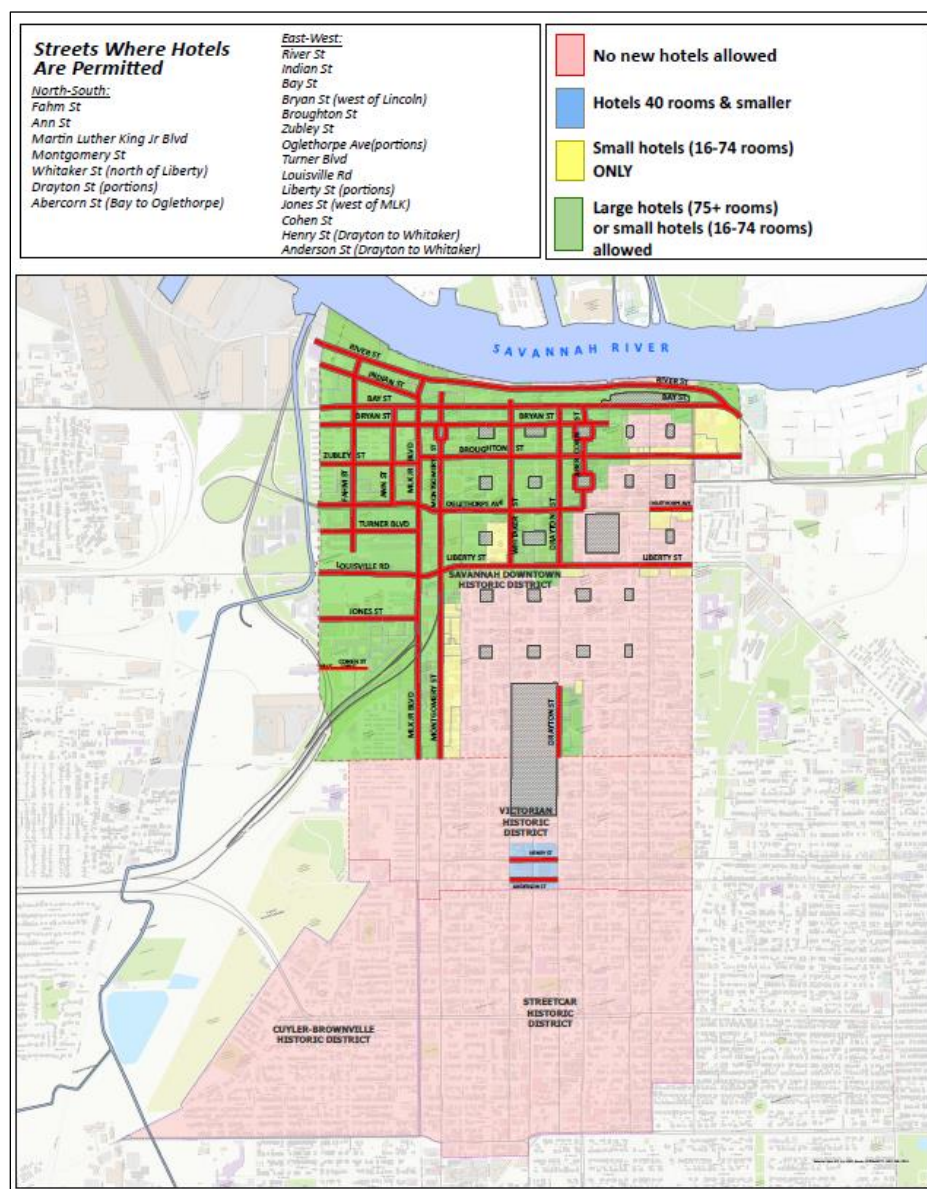 Streets Where Hotels
Are Permitted
North-South:
Fahm St
Ann St
Martin Luther King Jr Blvd
Montgomery St
Whitaker St (north of Liberty)
Drayton St (portions)
Abercorn St (Bay to Oglethorpe)
East-West:
River St
Indian St
Bay St
Bryan St (west of Lincoln)
Broughton St
Zubley St
Oglethorpe Ave(portions)
Turner Blvd
Louisville Rd
Liberty St (portions)
Jones St (west of MLK)
Cohen St
Henry St (Drayton to Whitaker)
Anderson St (Drayton to Whitaker)
No new hotels allowed
Hotels 40 rooms & smaller
Small hotels (16-74 rooms)
ONLY
Large hotels (75+ rooms)
or small hotels (16-74 rooms)
allowed
SAVANNAH RIVER
RIVER ST
RIVER ST
INDIAN ST
BAY ST
BAY ST
BRYAN ST
BRYAN ST
ZUBLEY ST
BROUGHTON ST
FAHM ST
ANN ST
MLK JR BLVD
MONTGOMERY ST
OGLETHORPE AVE
OGLETHORPE AVE
WHITAKER ST
DRAYTON ST
ABERCORN ST
TURNER BLVD
LIBERTY ST
LIBERTY ST
LOUISVILLE RD
SAVANNAH DOWNTOWN
HISTORIC DISTRICT
JONES ST
COHEN ST
MLK JR BLVD
MONTGOMERY ST
DRAYTON ST
VICTORIAN
HISTORIC
DISTRICT
HENRY ST
ANDERSON ST
STREETCAR
HISTORIC
DISTRICT
CUYLER-BROWNVILLE
HISTORIC DISTRICT